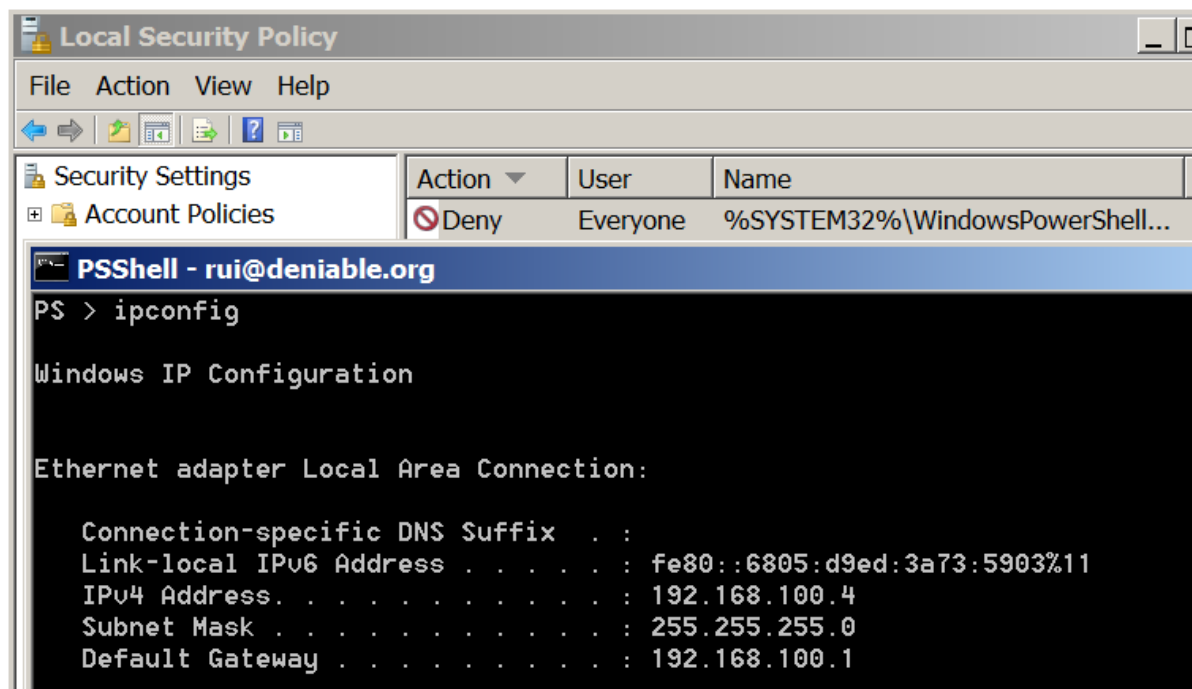 Local Security Policy
File Action View Help
Security Settings
Action User Name
Account Policies
Deny Everyone %SYSTEM32%\WindowsPowerShell...
PSShell - rui@deniable.org
PS > ipconfig
Windows IP Configuration
Ethernet adapter Local Area Connection:
Connection-specific DNS Suffix . :
Link-local IPv6 Address . . . . . : fe80::6805:d9ed:3a73:5903%11
IPv4 Address. . . . . . . . . . . : 192.168.100.4
Subnet Mask . . . . . . . . . . . : 255.255.255.0
Default Gateway . . . . . . . . . : 192.168.100.1